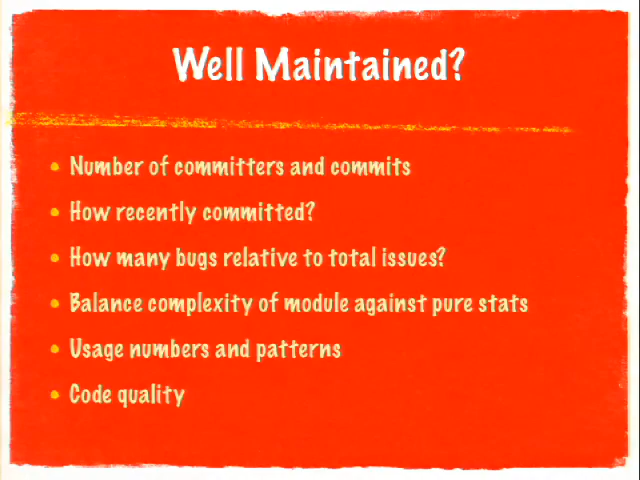 Well Maintained?
• Number of committers and commits
• How recently committed?
• How many bugs relative to total issues?
• Balance complexity of module against pure stats
• Usage numbers and patterns
• Code quality